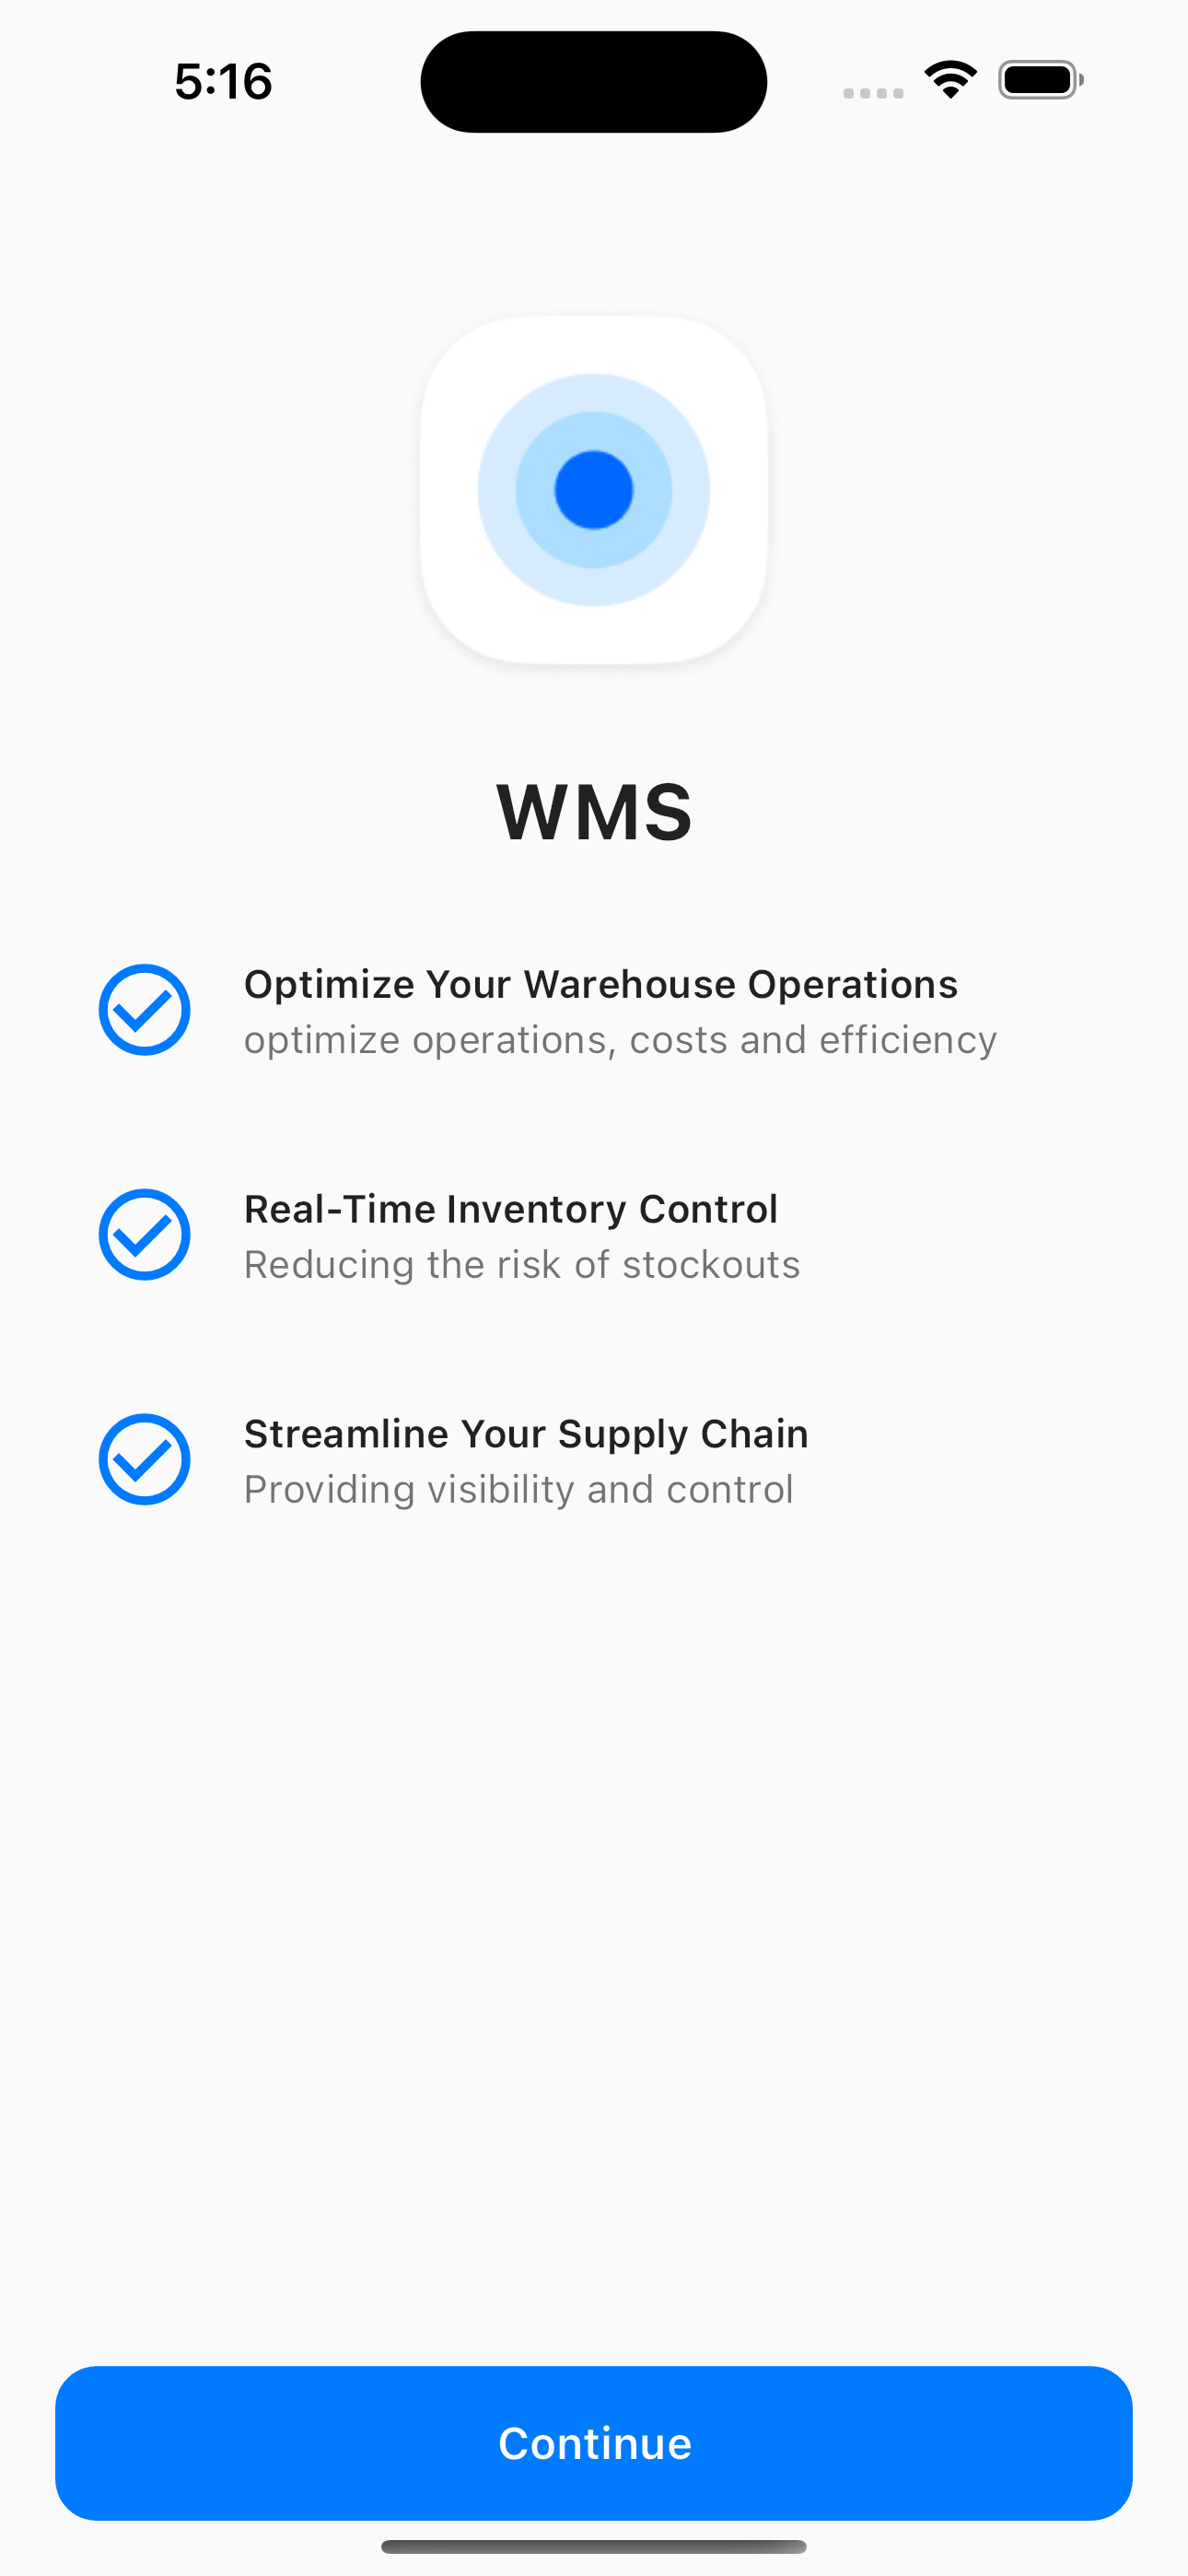 5:16
WMS
Optimize Your Warehouse Operations
optimize operations, costs and efficiency
Real-Time Inventory Control
Reducing the risk of stockouts
Streamline Your Supply Chain
Providing visibility and control
Continue